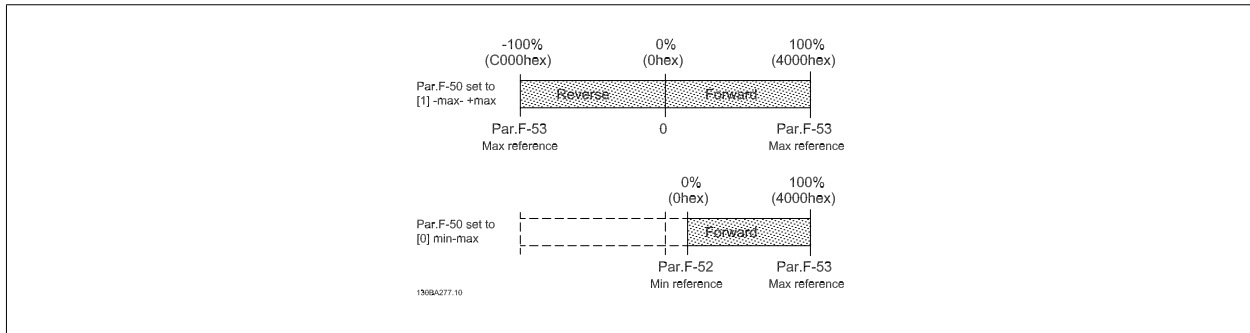 -100% 0% 100%
(C000hex) (0hex) (4000hex)
Par.F-50 set to
[1] -max- +max
Reverse Forward
Par.F-53 0 Par.F-53
Max reference Max reference
0% 100%
(0hex) (4000hex)
Par.F-50 set to
[0] min-max
Forward
Par.F-52 Par.F-53
Min reference Max reference
130BA277.10